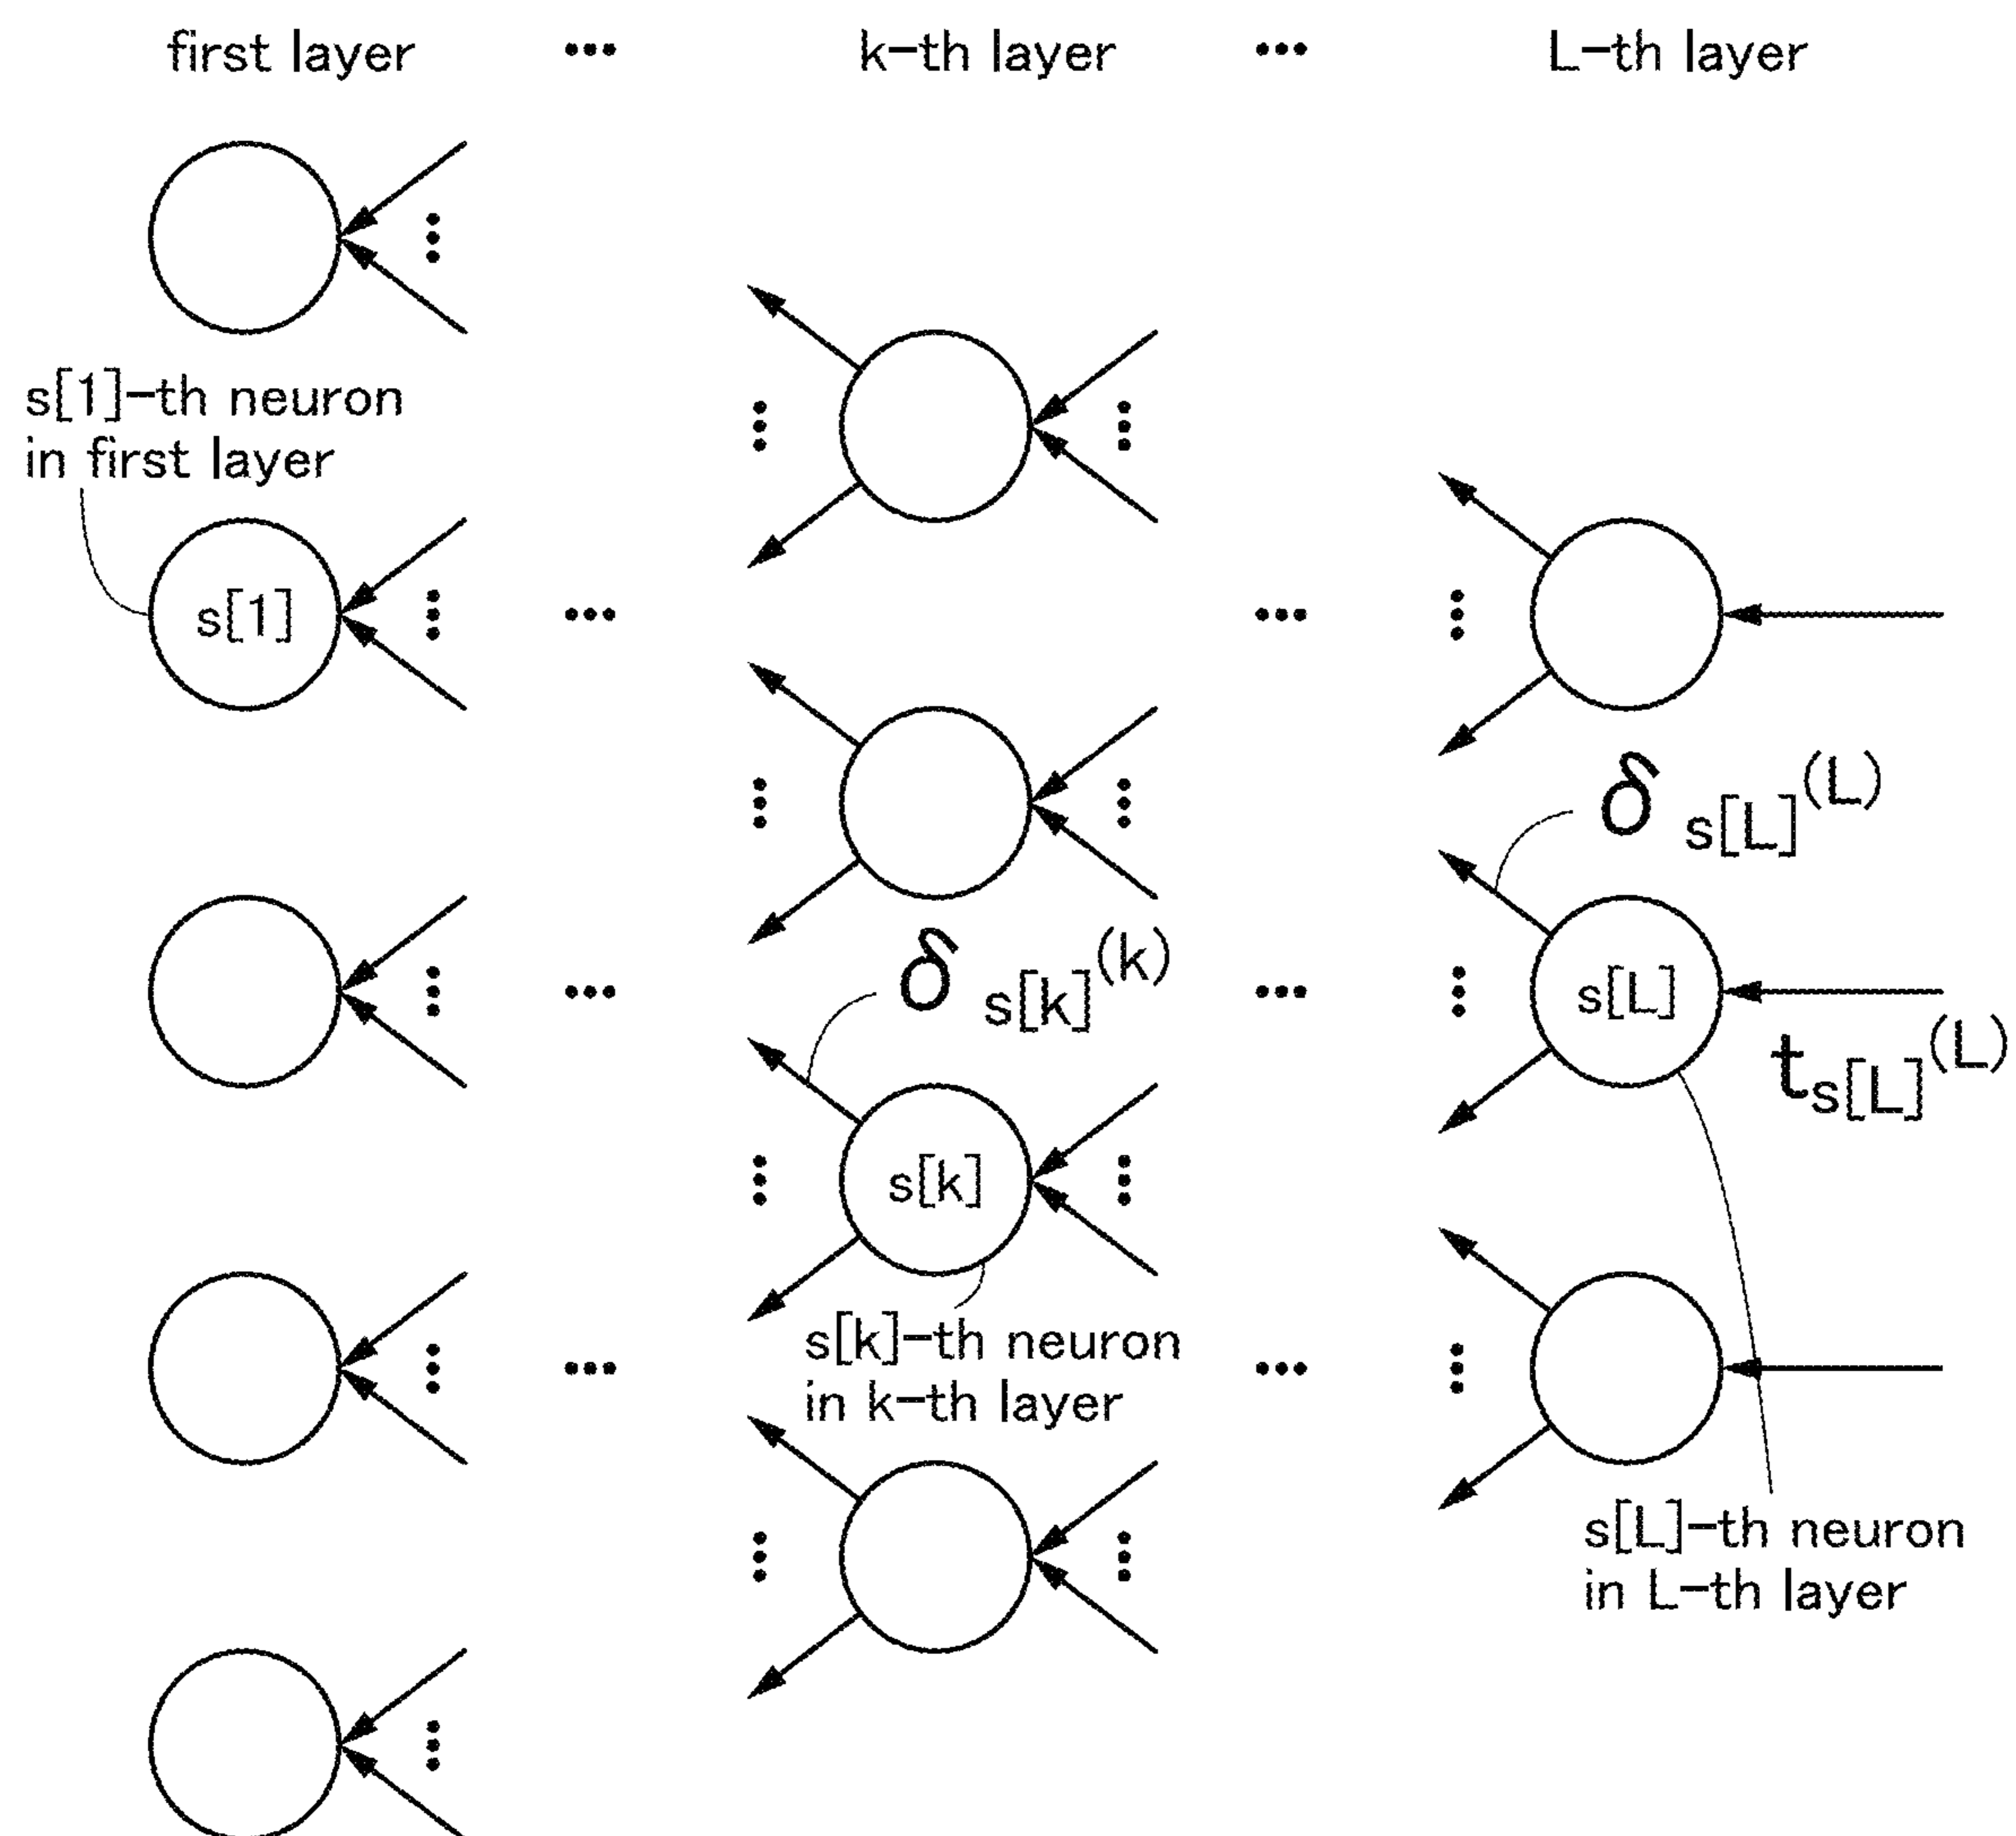 first layer ... k-th layer ... L-th layer
s[1]-th neuron
in first layer
s[1]
δ s[L](L)
δ s[k](k)
s[L]
ts[L](L)
s[k]
s[k]-th neuron
in k-th layer
s[L]-th neuron
in L-th layer